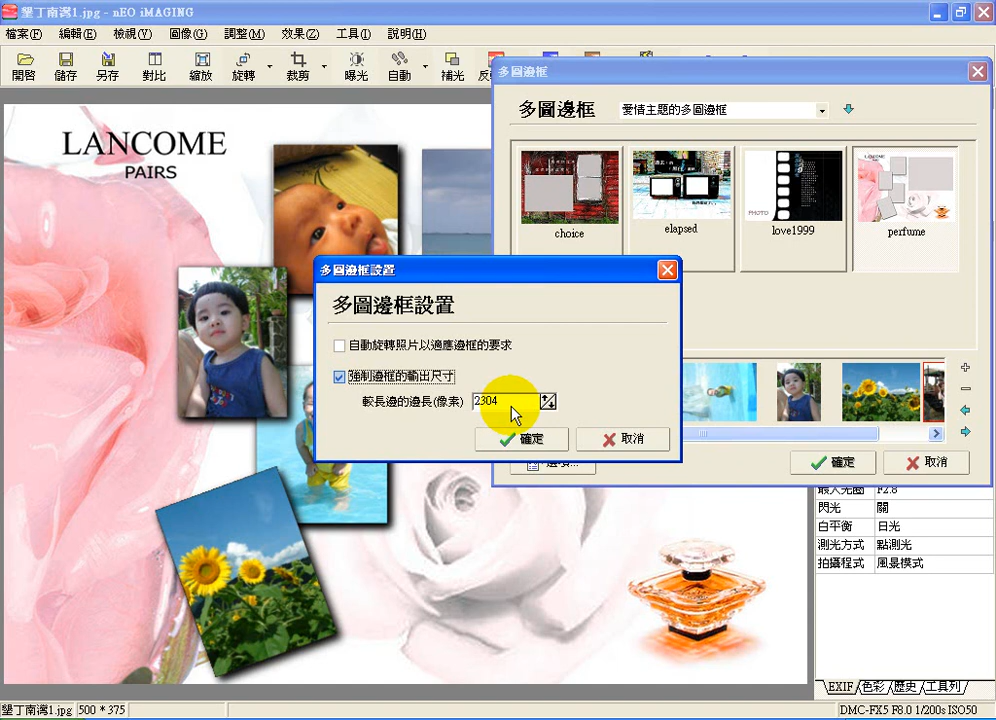 墾丁南灣1.jpg - nEO iMAGING
檔案(F) 編輯(E) 檢視(V) 圖像(G) 調整(M) 效果(Z) 工具(I) 說明(H)
開啟 儲存 另存 對比 縮放 旋轉 裁剪 曝光 自動 補光
LANCOME
PAIRS
多圖邊框
多圖邊框 愛情主題的多圖邊框
choice elapsed love1999 perfume
多圖邊框設置
多圖邊框設置
自動旋轉照片以適應邊框的要求
強制邊框的輸出尺寸
較長邊的邊長(像素) 2304
確定 取消
確定 取消
最大光圈 F2.8
閃光 關
白平衡 日光
測光方式 點測光
拍攝程式 風景模式
EXIF 色彩 歷史 工具列
墾丁南灣1.jpg 500 * 375 DMC-FX5 F8.0 1/200s ISO50